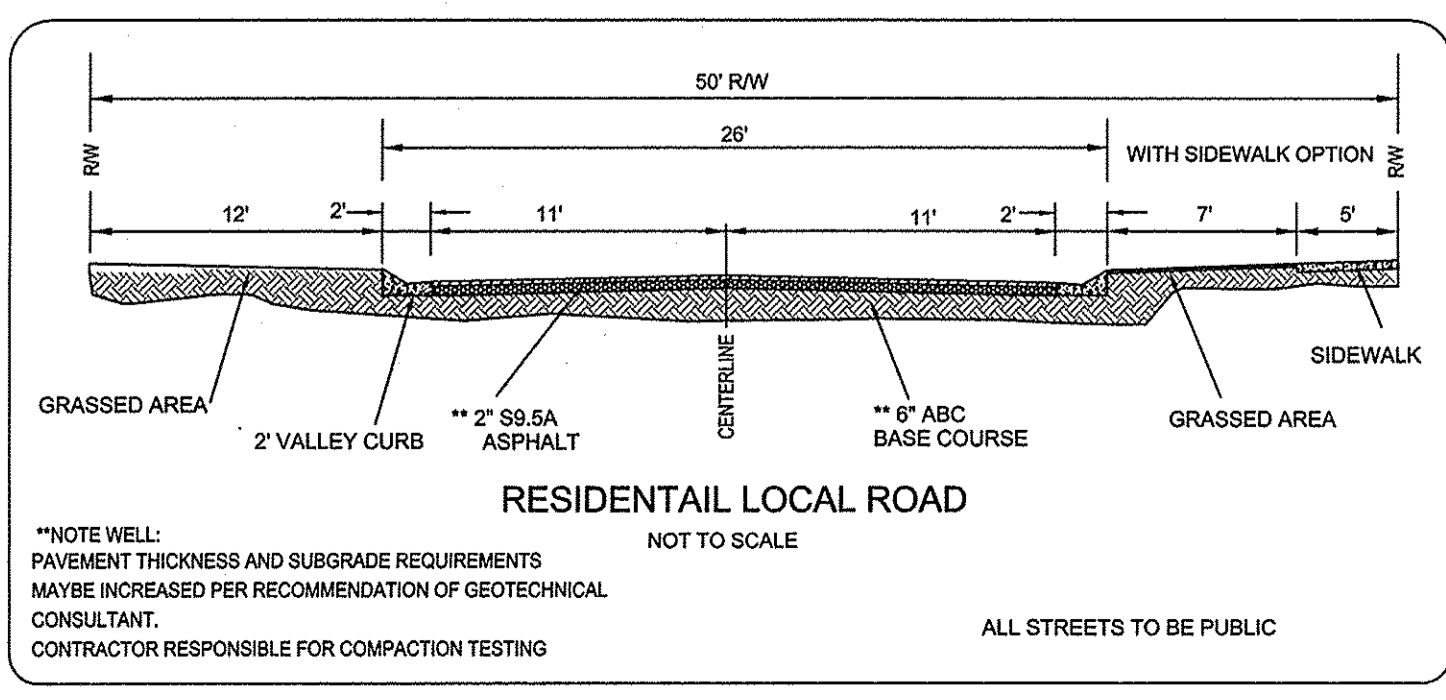 50' R/W
26'
WITH SIDEWALK OPTION
R/W
R/W
12'
2'
11'
11'
2'
7'
5'
GRASSED AREA
2' VALLEY CURB
** 2" S9.5A
ASPHALT
CENTERLINE
** 6" ABC
BASE COURSE
GRASSED AREA
SIDEWALK
RESIDENTAIL LOCAL ROAD
NOT TO SCALE
**NOTE WELL:
PAVEMENT THICKNESS AND SUBGRADE REQUIREMENTS
MAYBE INCREASED PER RECOMMENDATION OF GEOTECHNICAL
CONSULTANT.
CONTRACTOR RESPONSIBLE FOR COMPACTION TESTING
ALL STREETS TO BE PUBLIC